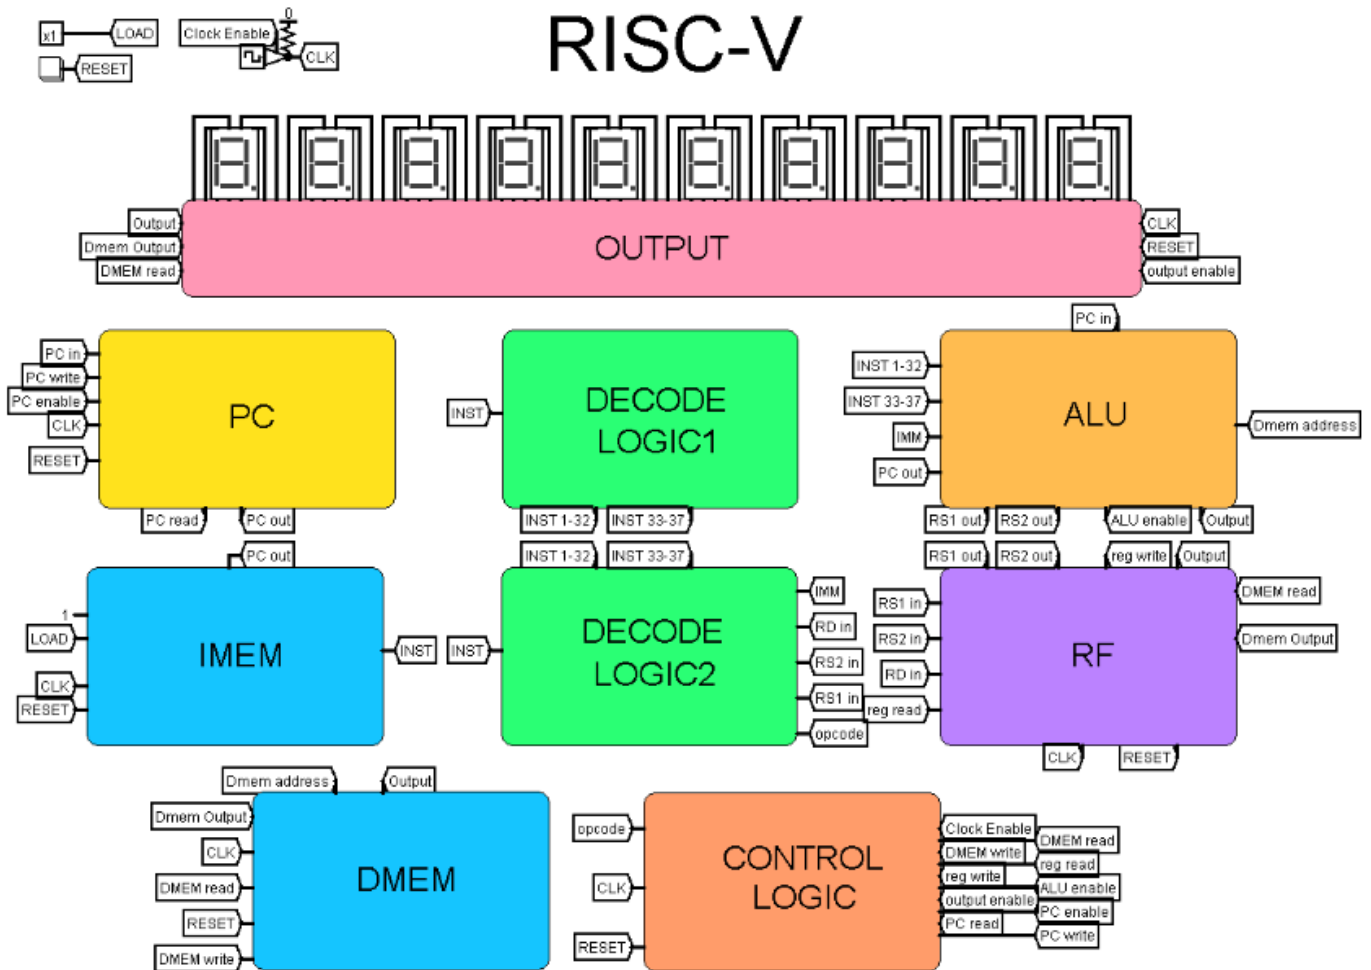 RISC-V
x1
LOAD
RESET
Clock Enable
0
CLK
Output
Dmem Output
DMEM read
OUTPUT
CLK
RESET
output enable
PC in
PC write
PC enable
CLK
RESET
PC
PC read
PC out
INST
DECODE
LOGIC1
INST 1-32
INST 33-37
PC in
INST 1-32
INST 33-37
IMM
PC out
ALU
Dmem address
RS1 out
RS2 out
ALU enable
Output
PC out
1
LOAD
CLK
RESET
IMEM
INST
INST 1-32
INST 33-37
INST
DECODE
LOGIC2
IMM
RD in
RS2 in
RS1 in
opcode
RS1 out
RS2 out
reg write
Output
RS1 in
RS2 in
RD in
reg read
RF
DMEM read
Dmem Output
CLK
RESET
Dmem address
Output
Dmem Output
CLK
DMEM read
RESET
DMEM write
DMEM
opcode
CLK
RESET
CONTROL
LOGIC
Clock Enable
DMEM read
DMEM write
reg read
reg write
ALU enable
output enable
PC enable
PC read
PC write